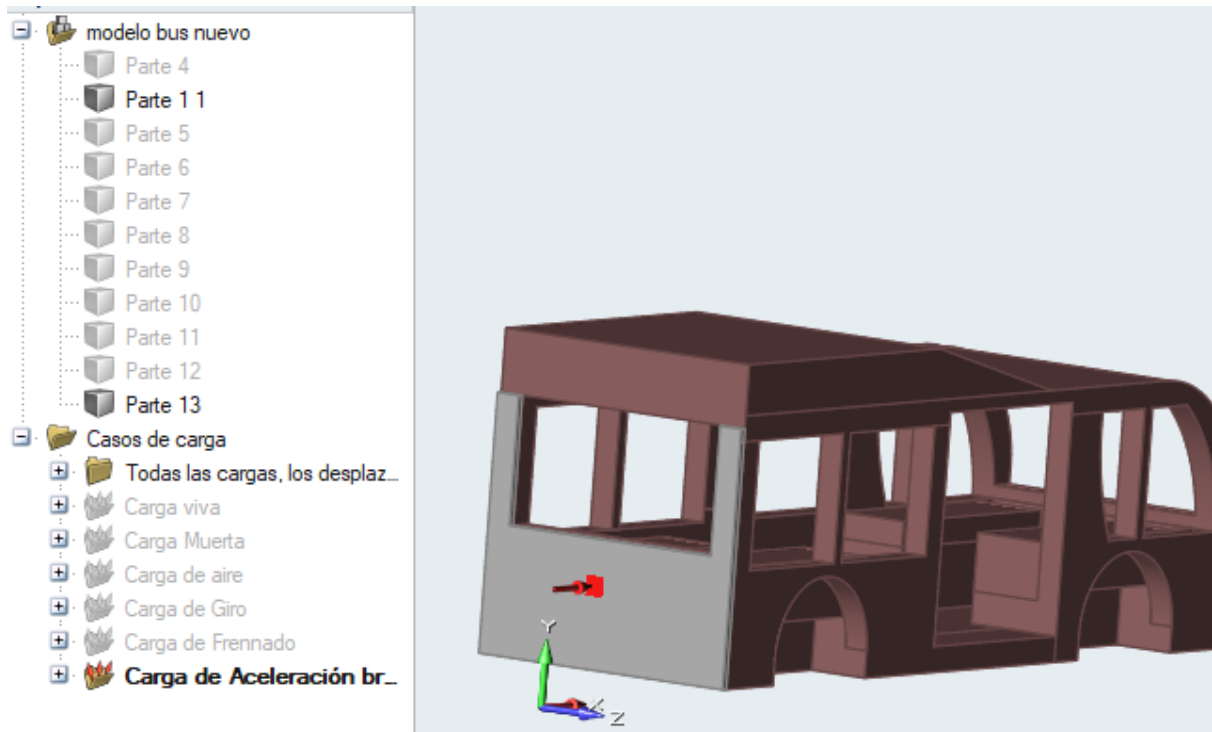 modelo bus nuevo
Parte 4
Parte 1 1
Parte 5
Parte 6
Parte 7
Parte 8
Parte 9
Parte 10
Parte 11
Parte 12
Parte 13
Casos de carga
Todas las cargas, los desplaz...
Carga viva
Carga Muerta
Carga de aire
Carga de Giro
Carga de Frennado
Carga de Aceleración br...
Y
X
Z